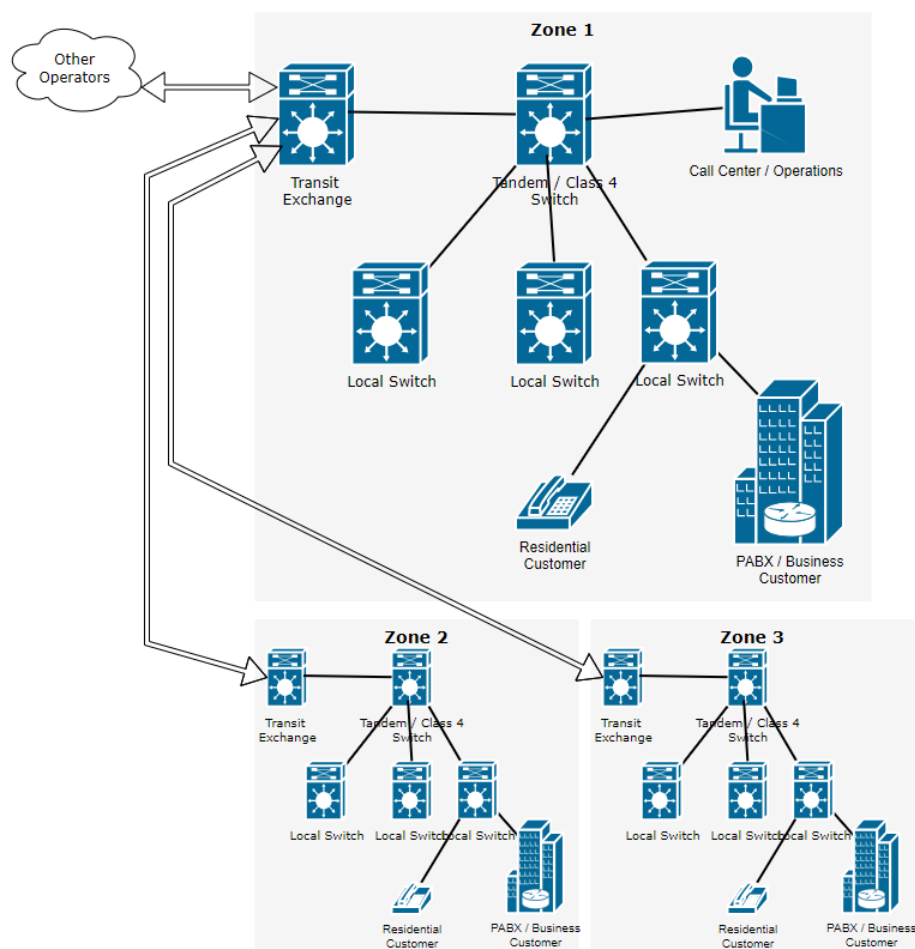 Zone 1
Other
Operators
Transit
Exchange
Tandem / Class 4
Switch
Call Center / Operations
Local Switch
Local Switch
Local Switch
Residential
Customer
PABX / Business
Customer
Zone 2
Transit
Exchange
Tandem / Class 4
Switch
Local Switch
Local Switch
Local Switch
Residential
Customer
PABX / Business
Customer
Zone 3
Transit
Exchange
Tandem / Class 4
Switch
Local Switch
Local Switch
Local Switch
Residential
Customer
PABX / Business
Customer